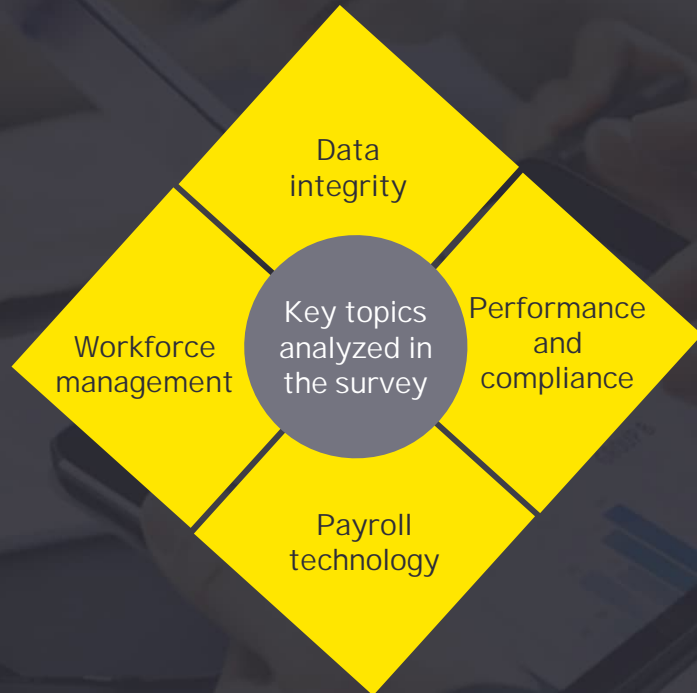 Data
integrity
Key topics
analyzed in
the survey
Performance
and
compliance
Workforce
management
Payroll
technology